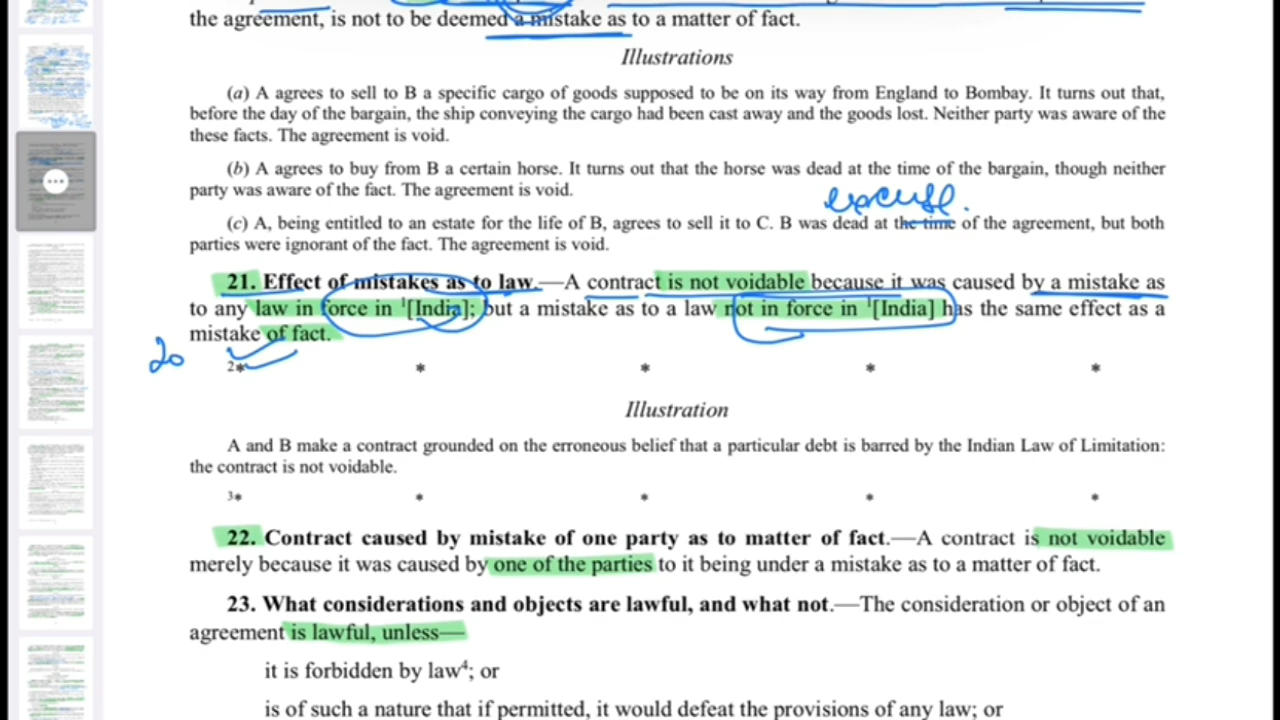 the agreement, is not to be deemed a mistake as to a matter of fact.
Illustrations
(a) A agrees to sell to B a specific cargo of goods supposed to be on its way from England to Bombay. It turns out that,
before the day of the bargain, the ship conveying the cargo had been cast away and the goods lost. Neither party was aware of the
these facts. The agreement is void.
(b) A agrees to buy from B a certain horse. It turns out that the horse was dead at the time of the bargain, though neither
party was aware of the fact. The agreement is void.
excuse.
(c) A, being entitled to an estate for the life of B, agrees to sell it to C. B was dead at the time of the agreement, but both
parties were ignorant of the fact. The agreement is void.
21. Effect of mistakes as to law.—A contract is not voidable because it was caused by a mistake as
to any law in force in ¹[India]; but a mistake as to a law not in force in ¹[India] has the same effect as a
mistake of fact.
20
²* * * * *
Illustration
A and B make a contract grounded on the erroneous belief that a particular debt is barred by the Indian Law of Limitation:
the contract is not voidable.
³* * * * *
22. Contract caused by mistake of one party as to matter of fact.—A contract is not voidable
merely because it was caused by one of the parties to it being under a mistake as to a matter of fact.
23. What considerations and objects are lawful, and what not.—The consideration or object of an
agreement is lawful, unless—
it is forbidden by law⁴; or
is of such a nature that if permitted, it would defeat the provisions of any law; or